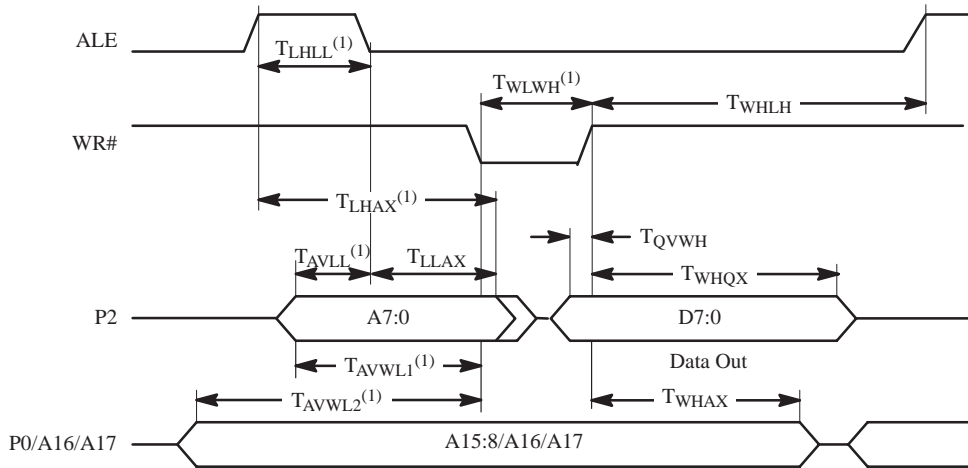 ALE
TLHLL(1)
TWLWH(1)
TWHLH
WR#
TLHAX(1)
TQVWH
TAVLL(1)
TLLAX
TWHQX
P2
A7:0
D7:0
TAVWL1(1)
Data Out
TAVWL2(1)
TWHAX
P0/A16/A17
A15:8/A16/A17